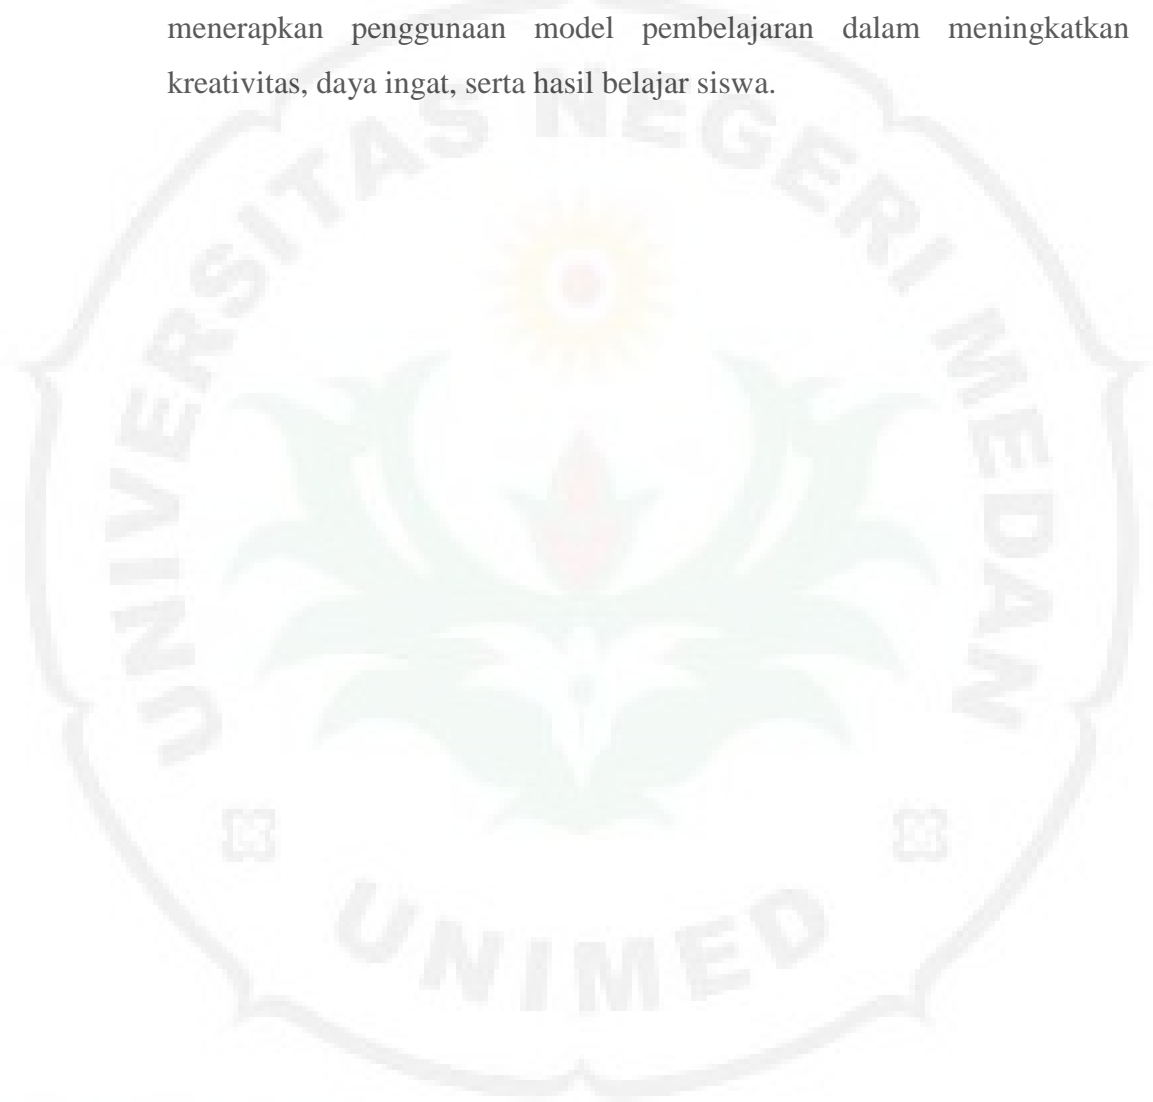 menerapkan penggunaan model pembelajaran dalam meningkatkan
kreativitas, daya ingat, serta hasil belajar siswa.
UNIVERSITAS NEGERI MEDAN
UNIMED